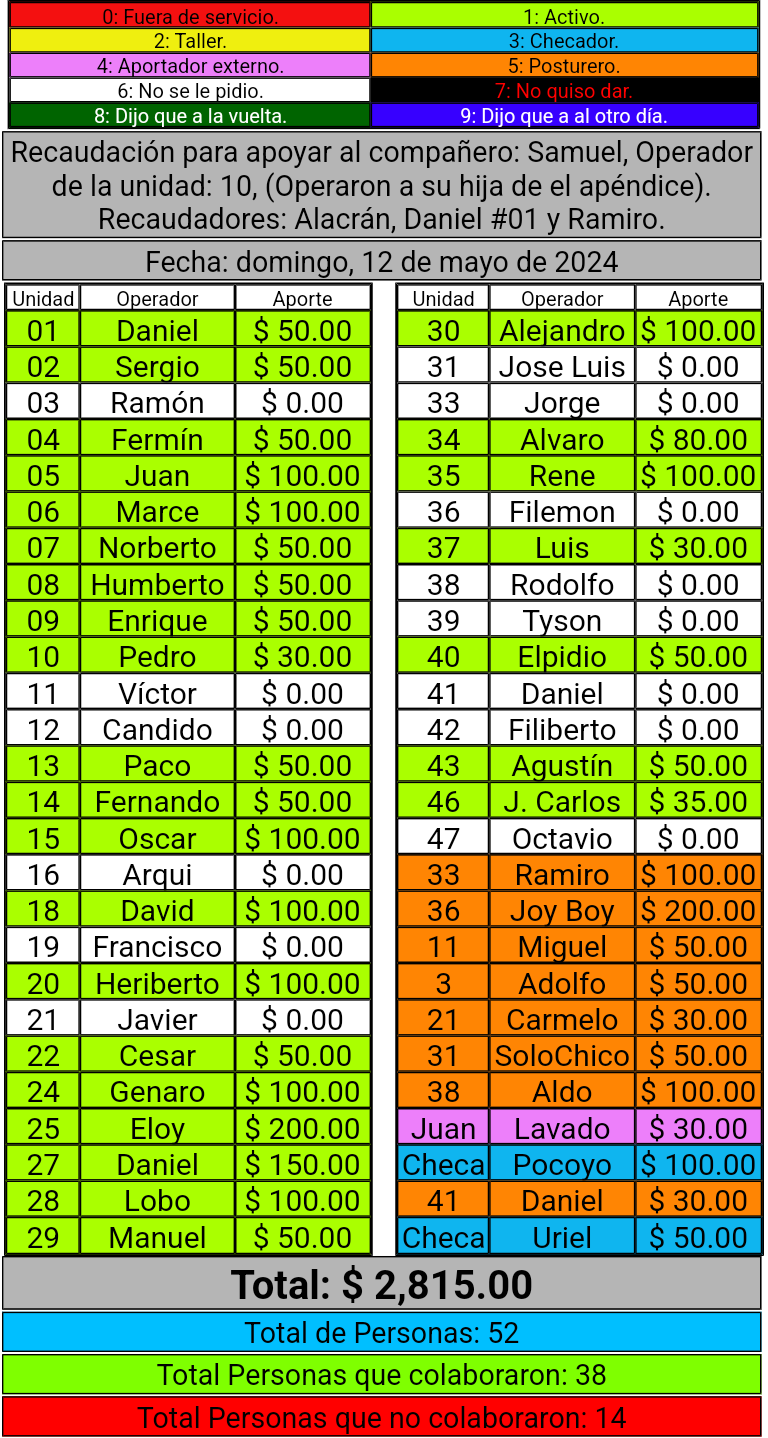 0: Fuera de servicio. 1: Activo.
2: Taller. 3: Checador.
4: Aportador externo. 5: Posturero.
6: No se le pidio. 7: No quiso dar.
8: Dijo que a la vuelta. 9: Dijo que a al otro día.
Recaudación para apoyar al compañero: Samuel, Operador
de la unidad: 10, (Operaron a su hija de el apéndice).
Recaudadores: Alacrán, Daniel #01 y Ramiro.
Fecha: domingo, 12 de mayo de 2024
Unidad Operador Aporte
01 Daniel $ 50.00
02 Sergio $ 50.00
03 Ramón $ 0.00
04 Fermín $ 50.00
05 Juan $ 100.00
06 Marce $ 100.00
07 Norberto $ 50.00
08 Humberto $ 50.00
09 Enrique $ 50.00
10 Pedro $ 30.00
11 Víctor $ 0.00
12 Candido $ 0.00
13 Paco $ 50.00
14 Fernando $ 50.00
15 Oscar $ 100.00
16 Arqui $ 0.00
18 David $ 100.00
19 Francisco $ 0.00
20 Heriberto $ 100.00
21 Javier $ 0.00
22 Cesar $ 50.00
24 Genaro $ 100.00
25 Eloy $ 200.00
27 Daniel $ 150.00
28 Lobo $ 100.00
29 Manuel $ 50.00
Unidad Operador Aporte
30 Alejandro $ 100.00
31 Jose Luis $ 0.00
33 Jorge $ 0.00
34 Alvaro $ 80.00
35 Rene $ 100.00
36 Filemon $ 0.00
37 Luis $ 30.00
38 Rodolfo $ 0.00
39 Tyson $ 0.00
40 Elpidio $ 50.00
41 Daniel $ 0.00
42 Filiberto $ 0.00
43 Agustín $ 50.00
46 J. Carlos $ 35.00
47 Octavio $ 0.00
33 Ramiro $ 100.00
36 Joy Boy $ 200.00
11 Miguel $ 50.00
3 Adolfo $ 50.00
21 Carmelo $ 30.00
31 SoloChico $ 50.00
38 Aldo $ 100.00
Juan Lavado $ 30.00
Checa Pocoyo $ 100.00
41 Daniel $ 30.00
Checa Uriel $ 50.00
Total: $ 2,815.00
Total de Personas: 52
Total Personas que colaboraron: 38
Total Personas que no colaboraron: 14